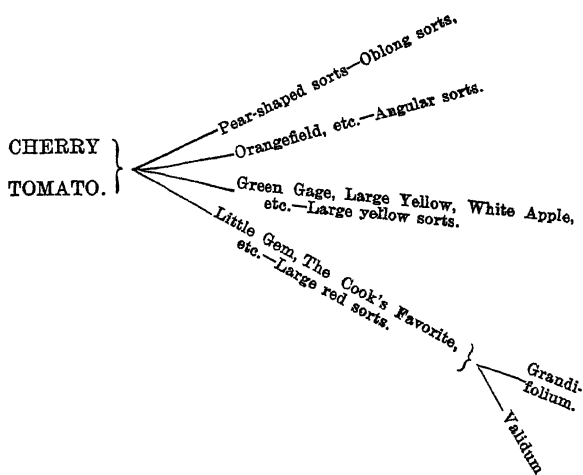 CHERRY
TOMATO.
Pear-shaped sorts—Oblong sorts,
Orangefield, etc.—Angular sorts.
Green Gage, Large Yellow, White Apple,
etc.—Large yellow sorts.
Little Gem, The Cook's Favorite,
etc.—Large red sorts.
Grandi-
folium.
Validum